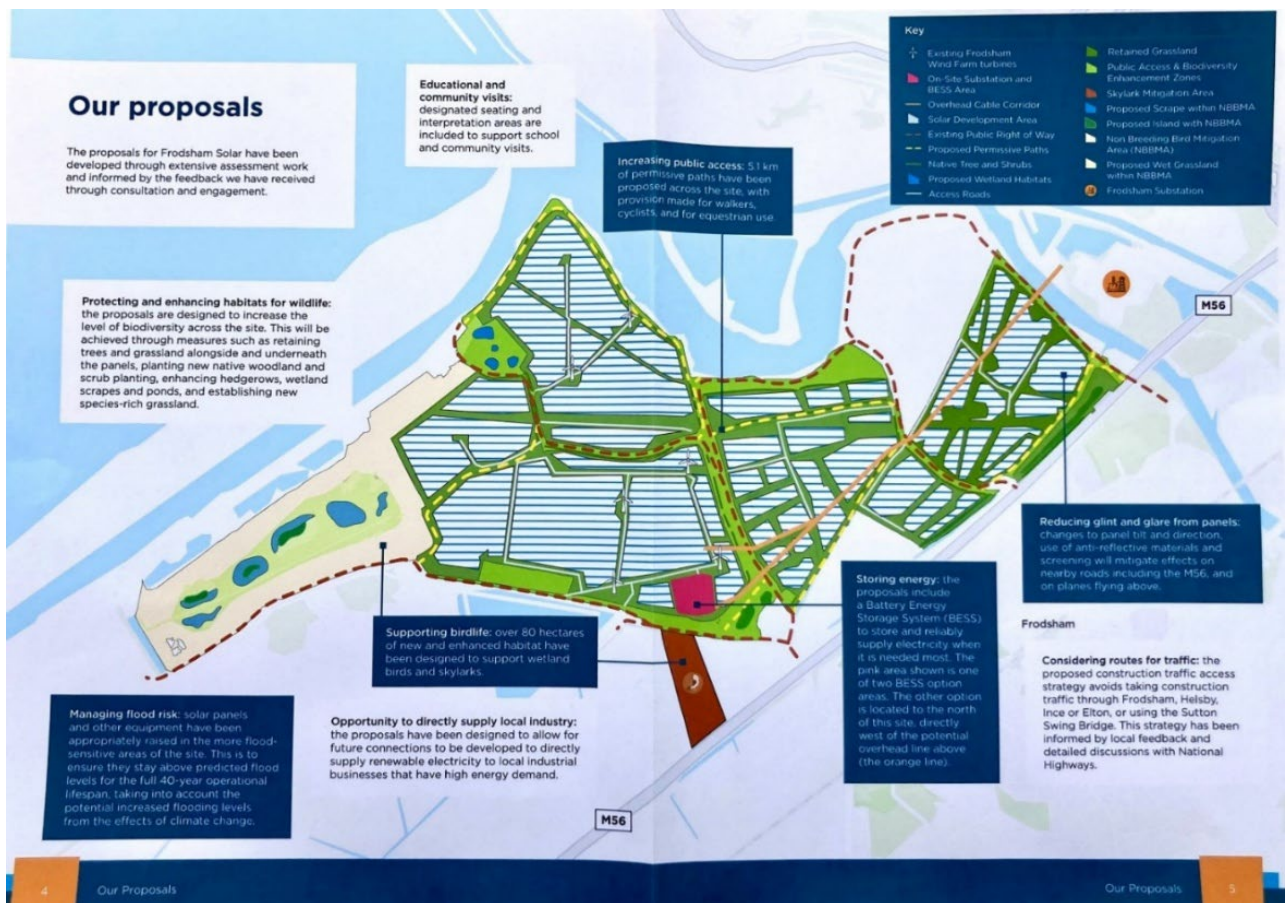 Our proposals
The proposals for Frodsham Solar have been
developed through extensive assessment work
and informed by the feedback we have received
through consultation and engagement.
Educational and
community visits:
designated seating and
interpretation areas are
included to support school
and community visits.
Increasing public access: 5.1 km
of permissive paths have been
proposed across the site, with
provision made for walkers,
cyclists, and for equestrian use.
Key
Existing Frodsham
Wind Farm turbines
On-Site Substation and
BESS Area
Overhead Cable Corridor
Solar Development Area
Existing Public Right of Way
Proposed Permissive Paths
Native Tree and Shrubs
Proposed Wetland Habitats
Access Roads
Retained Grassland
Public Access & Biodiversity
Enhancement Zones
Skylark Mitigation Area
Proposed Scrape within NBBMA
Proposed Island with NBBMA
Non Breeding Bird Mitigation
Area (NBBMA)
Proposed Wet Grassland
within NBBMA
Frodsham Substation
M56
Protecting and enhancing habitats for wildlife:
the proposals are designed to increase the
level of biodiversity across the site. This will be
achieved through measures such as retaining
trees and grassland alongside and underneath
the panels, planting new native woodland and
scrub planting, enhancing hedgerows, wetland
scrapes and ponds, and establishing new
species-rich grassland.
Reducing glint and glare from panels:
changes to panel tilt and direction,
use of anti-reflective materials and
screening will mitigate effects on
nearby roads including the M56, and
on planes flying above.
Storing energy: the
proposals include
a Battery Energy
Storage System (BESS)
to store and reliably
supply electricity when
it is needed most. The
pink area shown is one
of two BESS option
areas. The other option
is located to the north
of this site, directly
west of the potential
overhead line above
(the orange line).
Frodsham
Supporting birdlife: over 80 hectares
of new and enhanced habitat have
been designed to support wetland
birds and skylarks.
Considering routes for traffic: the
proposed construction traffic access
strategy avoids taking construction
traffic through Frodsham, Helsby,
Ince or Elton, or using the Sutton
Swing Bridge. This strategy has been
informed by local feedback and
detailed discussions with National
Highways.
Managing flood risk: solar panels
and other equipment have been
appropriately raised in the more flood-
sensitive areas of the site. This is to
ensure they stay above predicted flood
levels for the full 40-year operational
lifespan, taking into account the
potential increased flooding levels
from the effects of climate change.
Opportunity to directly supply local industry:
the proposals have been designed to allow for
future connections to be developed to directly
supply renewable electricity to local industrial
businesses that have high energy demand.
M56
4
Our Proposals
Our Proposals
5